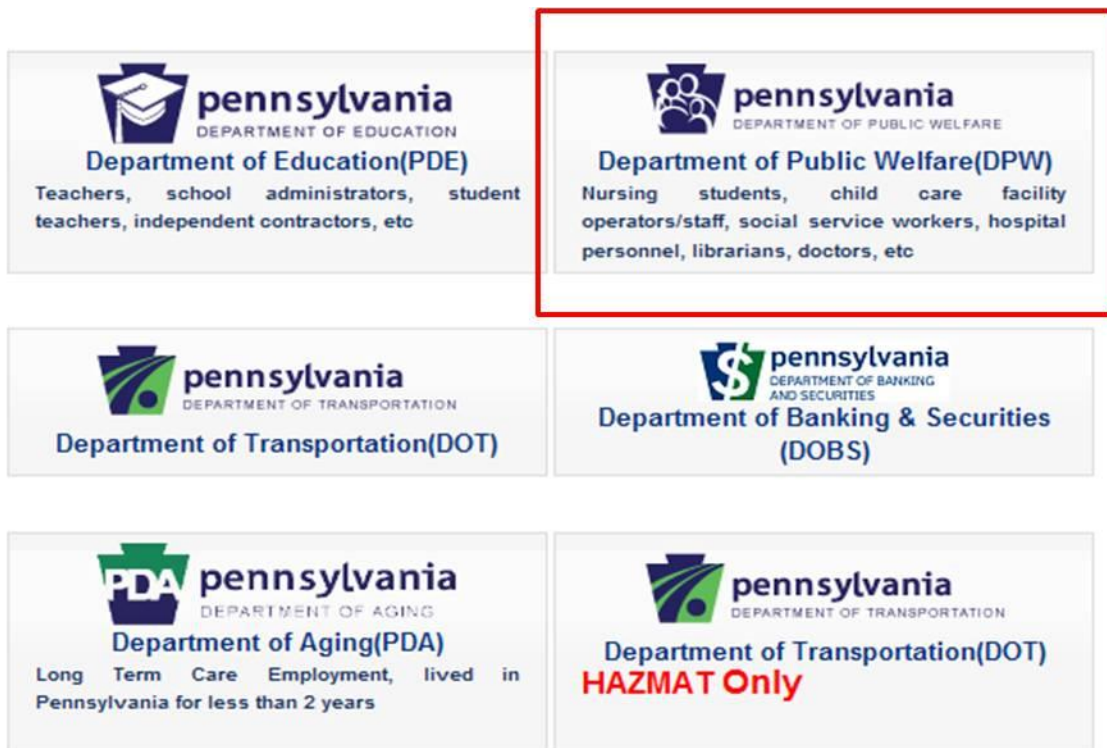 pennsylvania
DEPARTMENT OF EDUCATION
Department of Education(PDE)
Teachers, school administrators, student
teachers, independent contractors, etc
pennsylvania
DEPARTMENT OF PUBLIC WELFARE
Department of Public Welfare(DPW)
Nursing students, child care facility
operators/staff, social service workers, hospital
personnel, librarians, doctors, etc
pennsylvania
DEPARTMENT OF TRANSPORTATION
Department of Transportation(DOT)
$
pennsylvania
DEPARTMENT OF BANKING
AND SECURITIES
Department of Banking & Securities
(DOBS)
PDA
pennsylvania
DEPARTMENT OF AGING
Department of Aging(PDA)
Long Term Care Employment, lived in
Pennsylvania for less than 2 years
pennsylvania
DEPARTMENT OF TRANSPORTATION
Department of Transportation(DOT)
HAZMAT Only